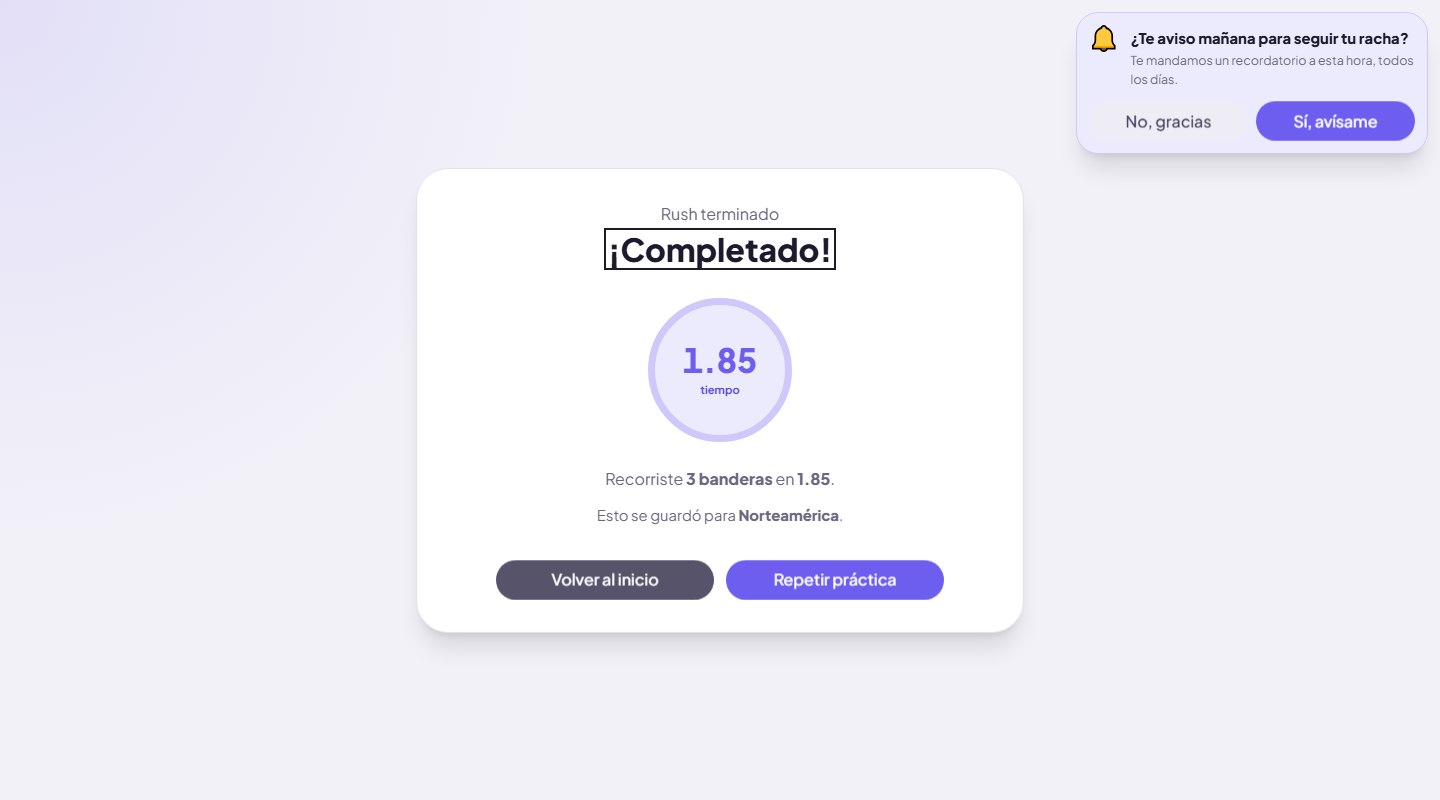 ¿Te aviso mañana para seguir tu racha?
Te mandamos un recordatorio a esta hora, todos
los días.
No, gracias
Sí, avísame
Rush terminado
¡Completado!
1.85
tiempo
Recorriste 3 banderas en 1.85.
Esto se guardó para Norteamérica.
Volver al inicio
Repetir práctica